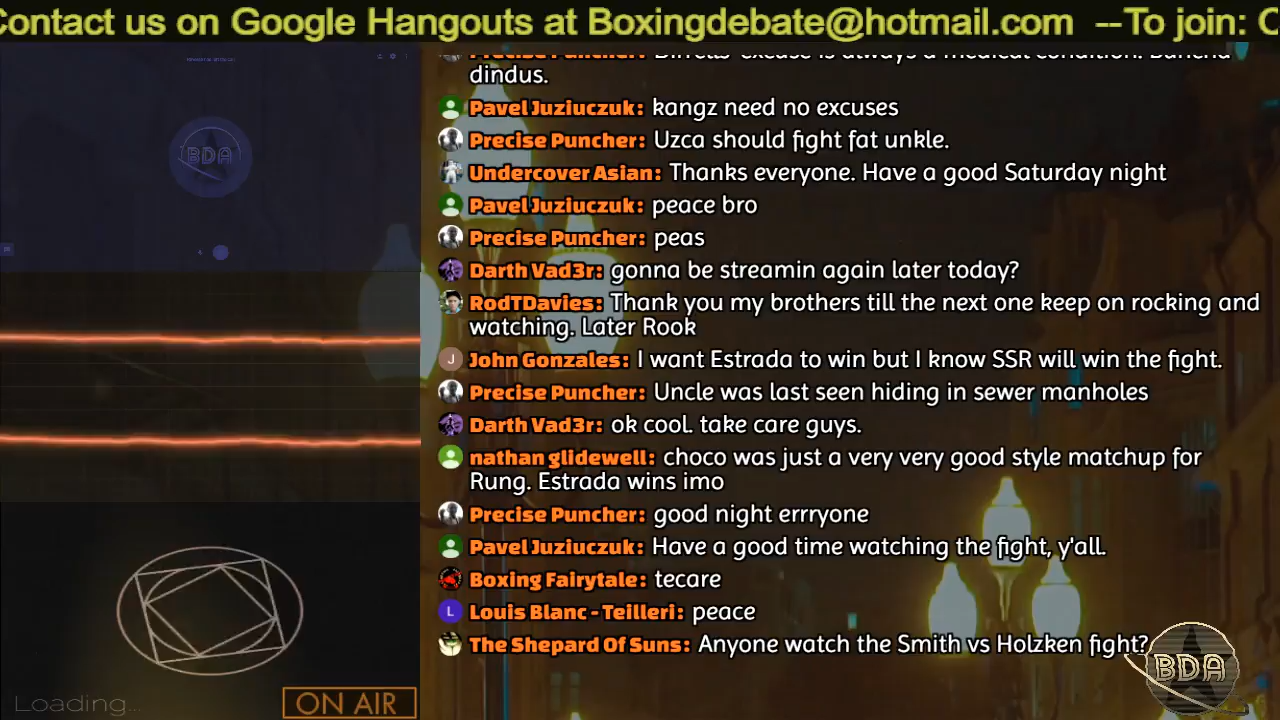 Contact us on Google Hangouts at Boxingdebate@hotmail.com --To join: C
dindus.
Pavel Juziuczuk: kangz need no excuses
Precise Puncher: Uzca should fight fat unkle.
Undercover Asian: Thanks everyone. Have a good Saturday night
Pavel Juziuczuk: peace bro
Precise Puncher: peas
Darth Vad3r: gonna be streamin again later today?
RodTDavies: Thank you my brothers till the next one keep on rocking and
watching. Later Rook
J John Gonzales: I want Estrada to win but I know SSR will win the fight.
Precise Puncher: Uncle was last seen hiding in sewer manholes
Darth Vad3r: ok cool. take care guys.
nathan glidewell: choco was just a very very good style matchup for
Rung. Estrada wins imo
Precise Puncher: good night errryone
Pavel Juziuczuk: Have a good time watching the fight, y'all.
Boxing Fairytale: tecare
L Louis Blanc - Teilleri: peace
The Shepard Of Suns: Anyone watch the Smith vs Holzken fight?
BDA
BDA
Loading...
ON AIR